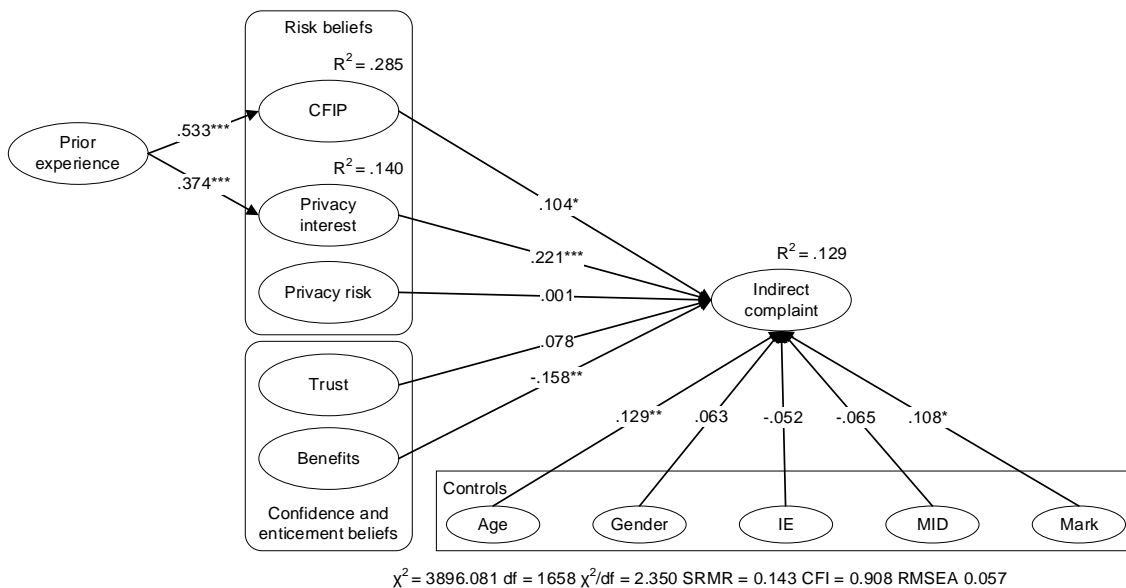 Risk beliefs
R² = .285
CFIP
Prior
experience
.533***
.374***
R² = .140
Privacy
interest
Privacy risk
.104*
.221***
.001
.078
-.158**
R² = .129
Indirect
complaint
Trust
Benefits
Confidence and
enticement beliefs
.129**
.063
-.052
-.065
.108*
Controls
Age
Gender
IE
MID
Mark
χ² = 3896.081 df = 1658 χ²/df = 2.350 SRMR = 0.143 CFI = 0.908 RMSEA 0.057